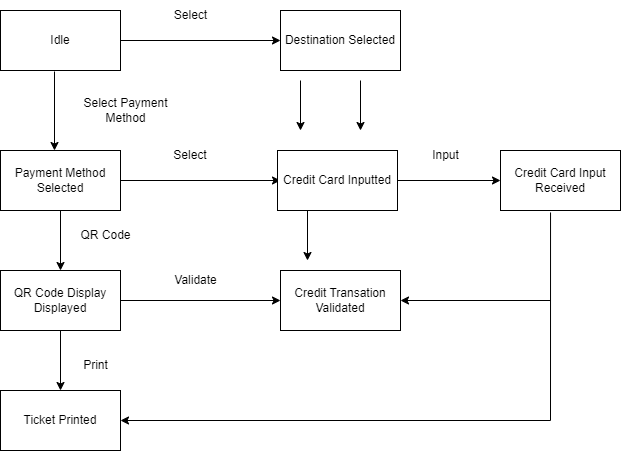 Select
Idle
Destination Selected
Select Payment
Method
Payment Method
Selected
Select
Credit Card Inputted
Input
Credit Card Input
Received
QR Code
QR Code Display
Displayed
Validate
Credit Transation
Validated
Print
Ticket Printed